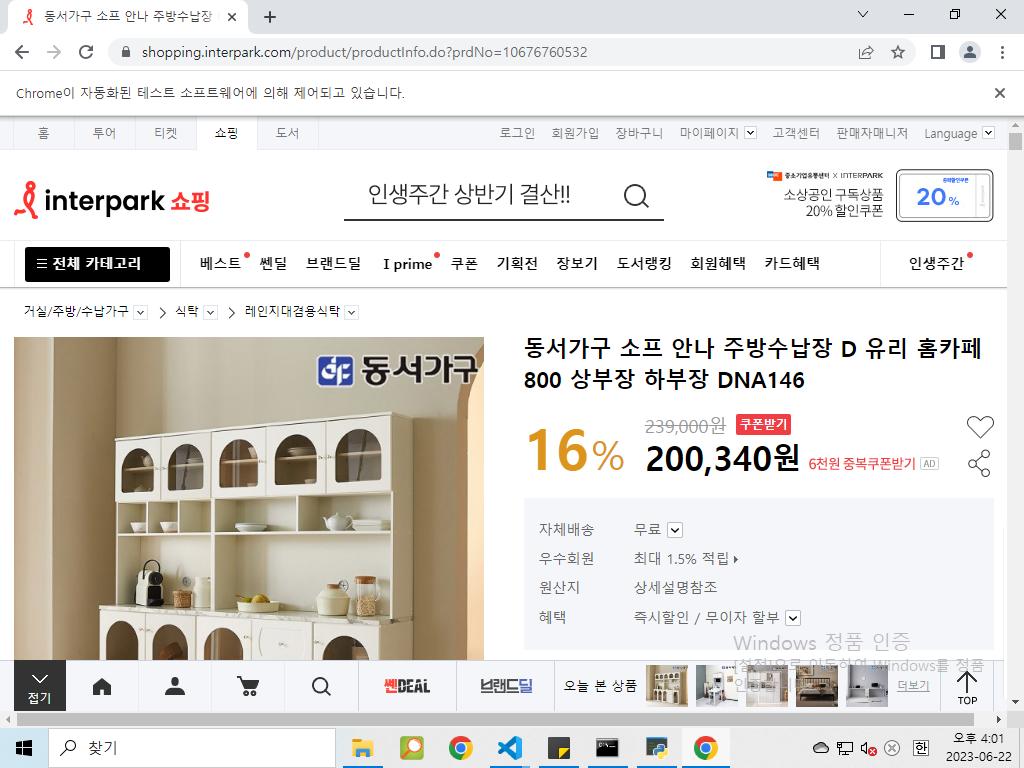 동서가구 소프 안나 주방수납장
shopping.interpark.com/product/productInfo.do?prdNo=10676760532
Chrome이 자동화된 테스트 소프트웨어에 의해 제어되고 있습니다.
홈 투어 티켓 쇼핑 도서 로그인 회원가입 장바구니 마이페이지 고객센터 판매자매니저 Language
interpark 쇼핑
인생주간 상반기 결산!!
중소기업유통센터 X INTERPARK
소상공인 구독상품
20% 할인쿠폰
중복할인쿠폰
20%
전체 카테고리 베스트 쎈딜 브랜드딜 I prime 쿠폰 기획전 장보기 도서랭킹 회원혜택 카드혜택 인생주간
거실/주방/수납가구 식탁 레인지대겸용식탁
동서가구
동서가구 소프 안나 주방수납장 D 유리 홈카페
800 상부장 하부장 DNA146
16%
239,000원 쿠폰받기
200,340원 6천원 중복쿠폰받기 AD
자체배송 무료
우수회원 최대 1.5% 적립
원산지 상세설명참조
혜택 즉시할인 / 무이자 할부
Windows 정품 인증
[설정]으로 이동하여 Windows를 정품
접기
쎈DEAL
브랜드딜
오늘 본 상품
더보기
TOP
찾기
한
오후 4:01
2023-06-22